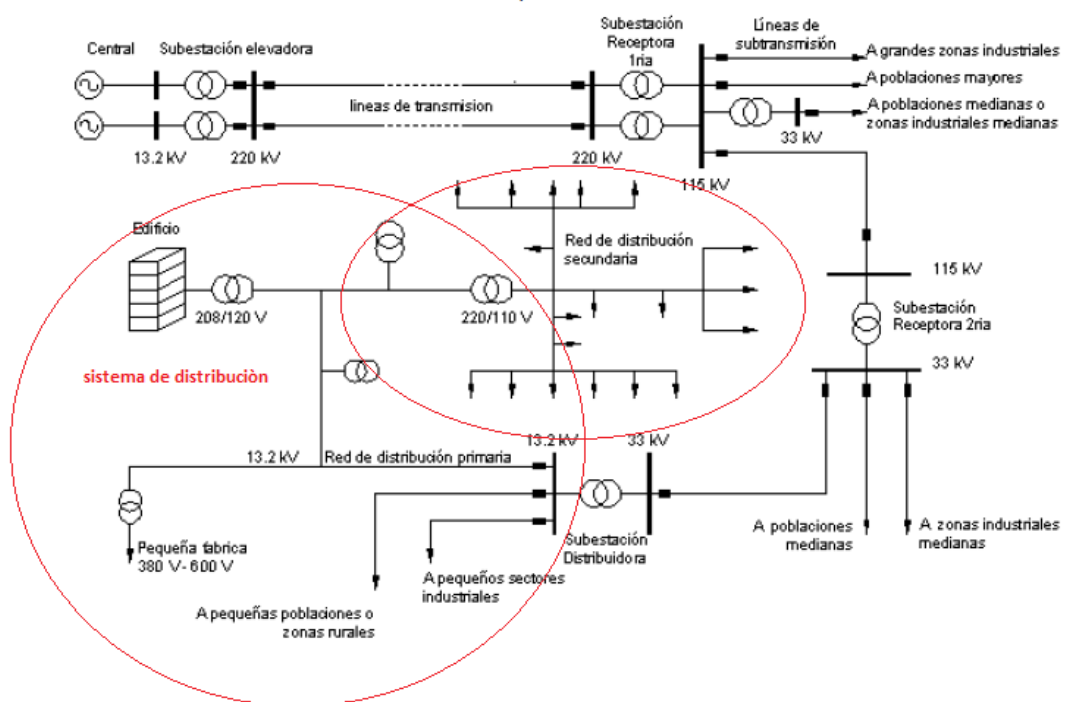 Central
Subestación elevadora
Subestación
Receptora
1ria
Líneas de
subtransmisión
A grandes zonas industriales
A poblaciones mayores
A poblaciones medianas o
zonas industriales medianas
lineas de transmision
13.2 kV
220 kV
220 kV
33 kV
115 kV
Edificio
Red de distribución
secundaria
115 kV
208/120 V
220/110 V
Subestación
Receptora 2ria
33 kV
sistema de distribuciòn
13.2 kV
33 kV
13.2 kV
Red de distribución primaria
Pequeña fabrica
380 V- 600 V
Subestación
Distribuidora
A poblaciones
medianas
A zonas industriales
medianas
A pequeños sectores
industriales
A pequeñas poblaciones o
zonas rurales